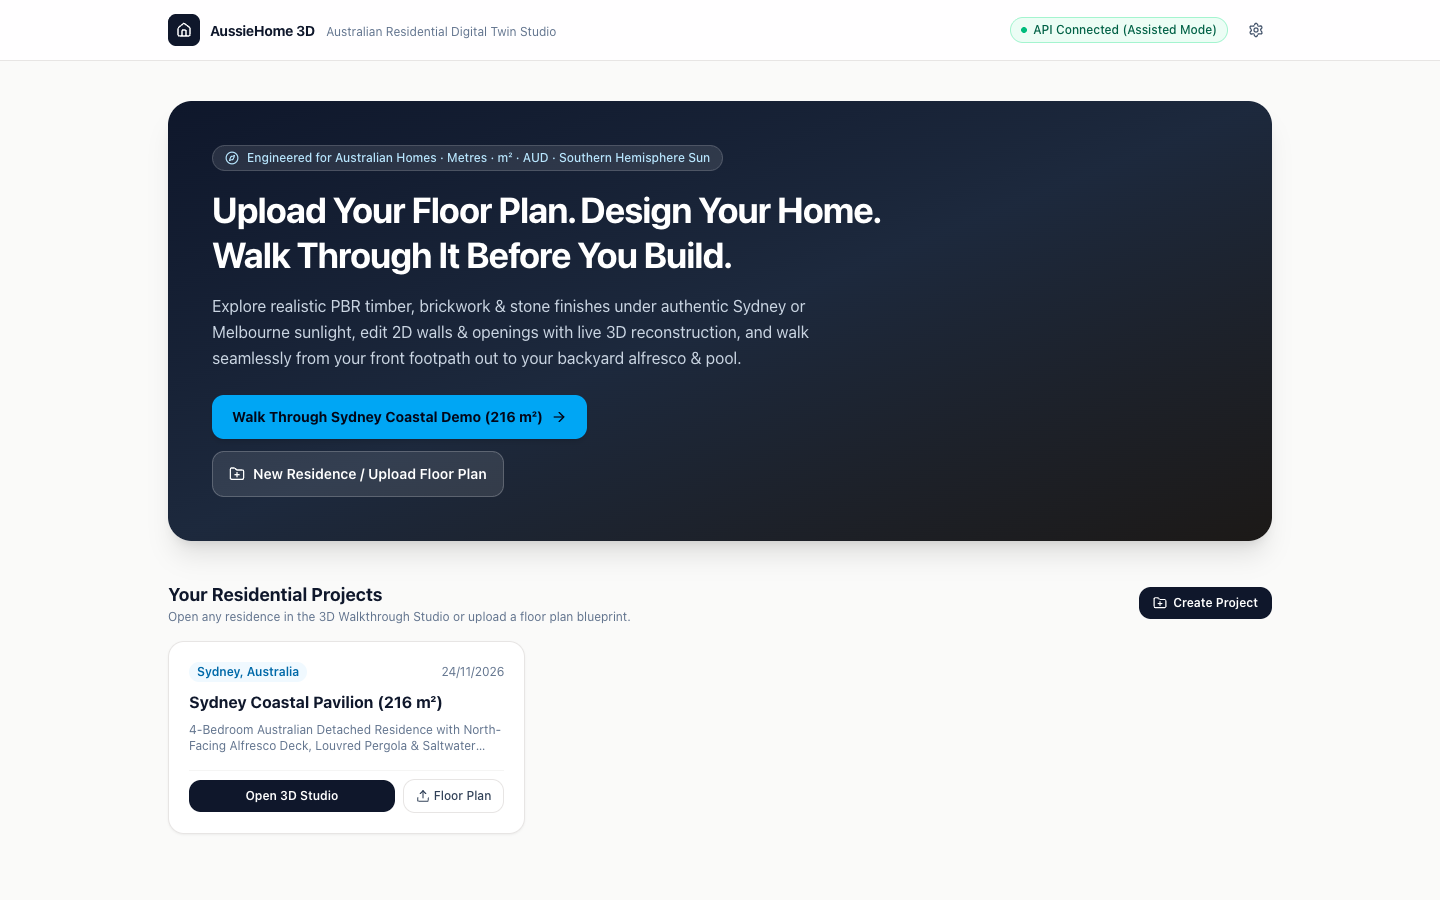 AussieHome 3D Australian Residential Digital Twin Studio
API Connected (Assisted Mode)
Engineered for Australian Homes · Metres · m² · AUD · Southern Hemisphere Sun
Upload Your Floor Plan. Design Your Home.
Walk Through It Before You Build.
Explore realistic PBR timber, brickwork & stone finishes under authentic Sydney or
Melbourne sunlight, edit 2D walls & openings with live 3D reconstruction, and walk
seamlessly from your front footpath out to your backyard alfresco & pool.
Walk Through Sydney Coastal Demo (216 m²)
New Residence / Upload Floor Plan
Your Residential Projects
Open any residence in the 3D Walkthrough Studio or upload a floor plan blueprint.
Create Project
Sydney, Australia
24/11/2026
Sydney Coastal Pavilion (216 m²)
4-Bedroom Australian Detached Residence with North-
Facing Alfresco Deck, Louvred Pergola & Saltwater...
Open 3D Studio
Floor Plan